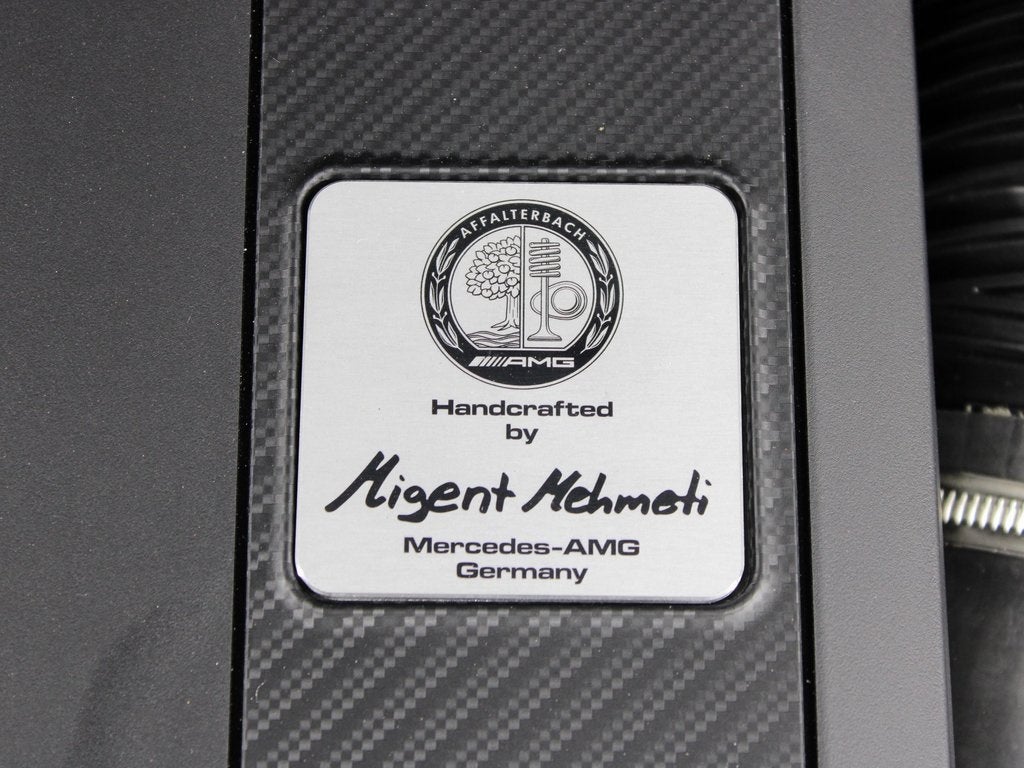 AFFALTERBACH
AMG
Handcrafted
by
Migent Mehmeti
Mercedes-AMG
Germany